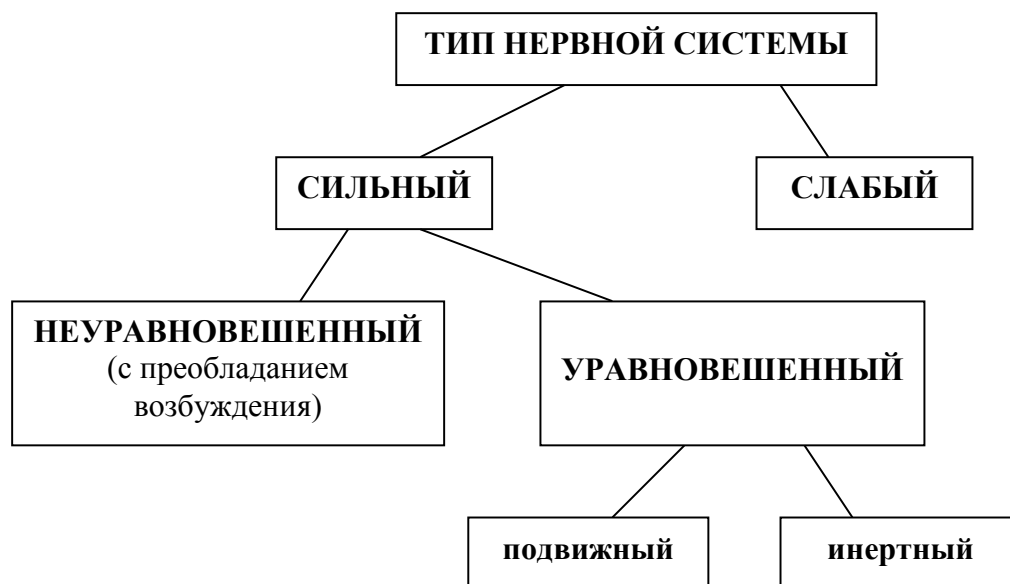 ТИП НЕРВНОЙ СИСТЕМЫ
СИЛЬНЫЙ
СЛАБЫЙ
НЕУРАВНОВЕШЕННЫЙ
(с преобладанием
возбуждения)
УРАВНОВЕШЕННЫЙ
подвижный
инертный